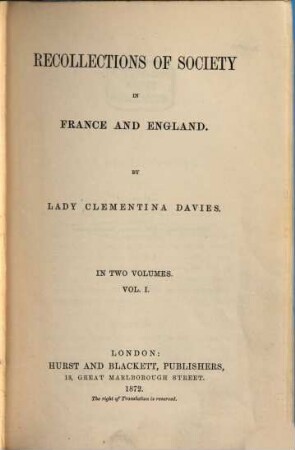 RECOLLECTIONS OF SOCIETY
IN
FRANCE AND ENGLAND.
BY
LADY CLEMENTINA DAVIES.
IN TWO VOLUMES.
VOL. I.
LONDON:
HURST AND BLACKETT, PUBLISHERS,
13, GREAT MARLBOROUGH STREET.
1872.
The right of Translation is reserved.